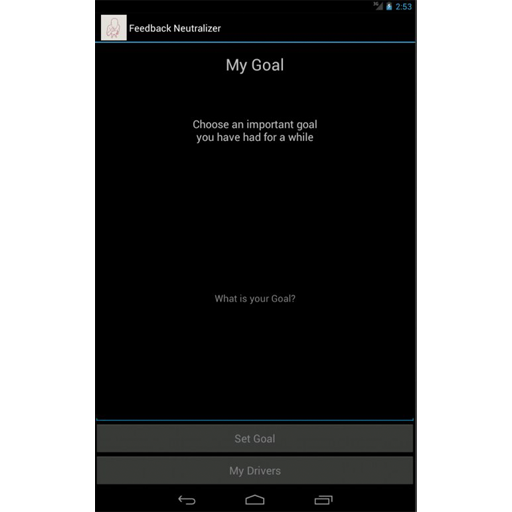 2:53
Feedback Neutralizer
My Goal
Choose an important goal
you have had for a while
What is your Goal?
Set Goal
My Drivers